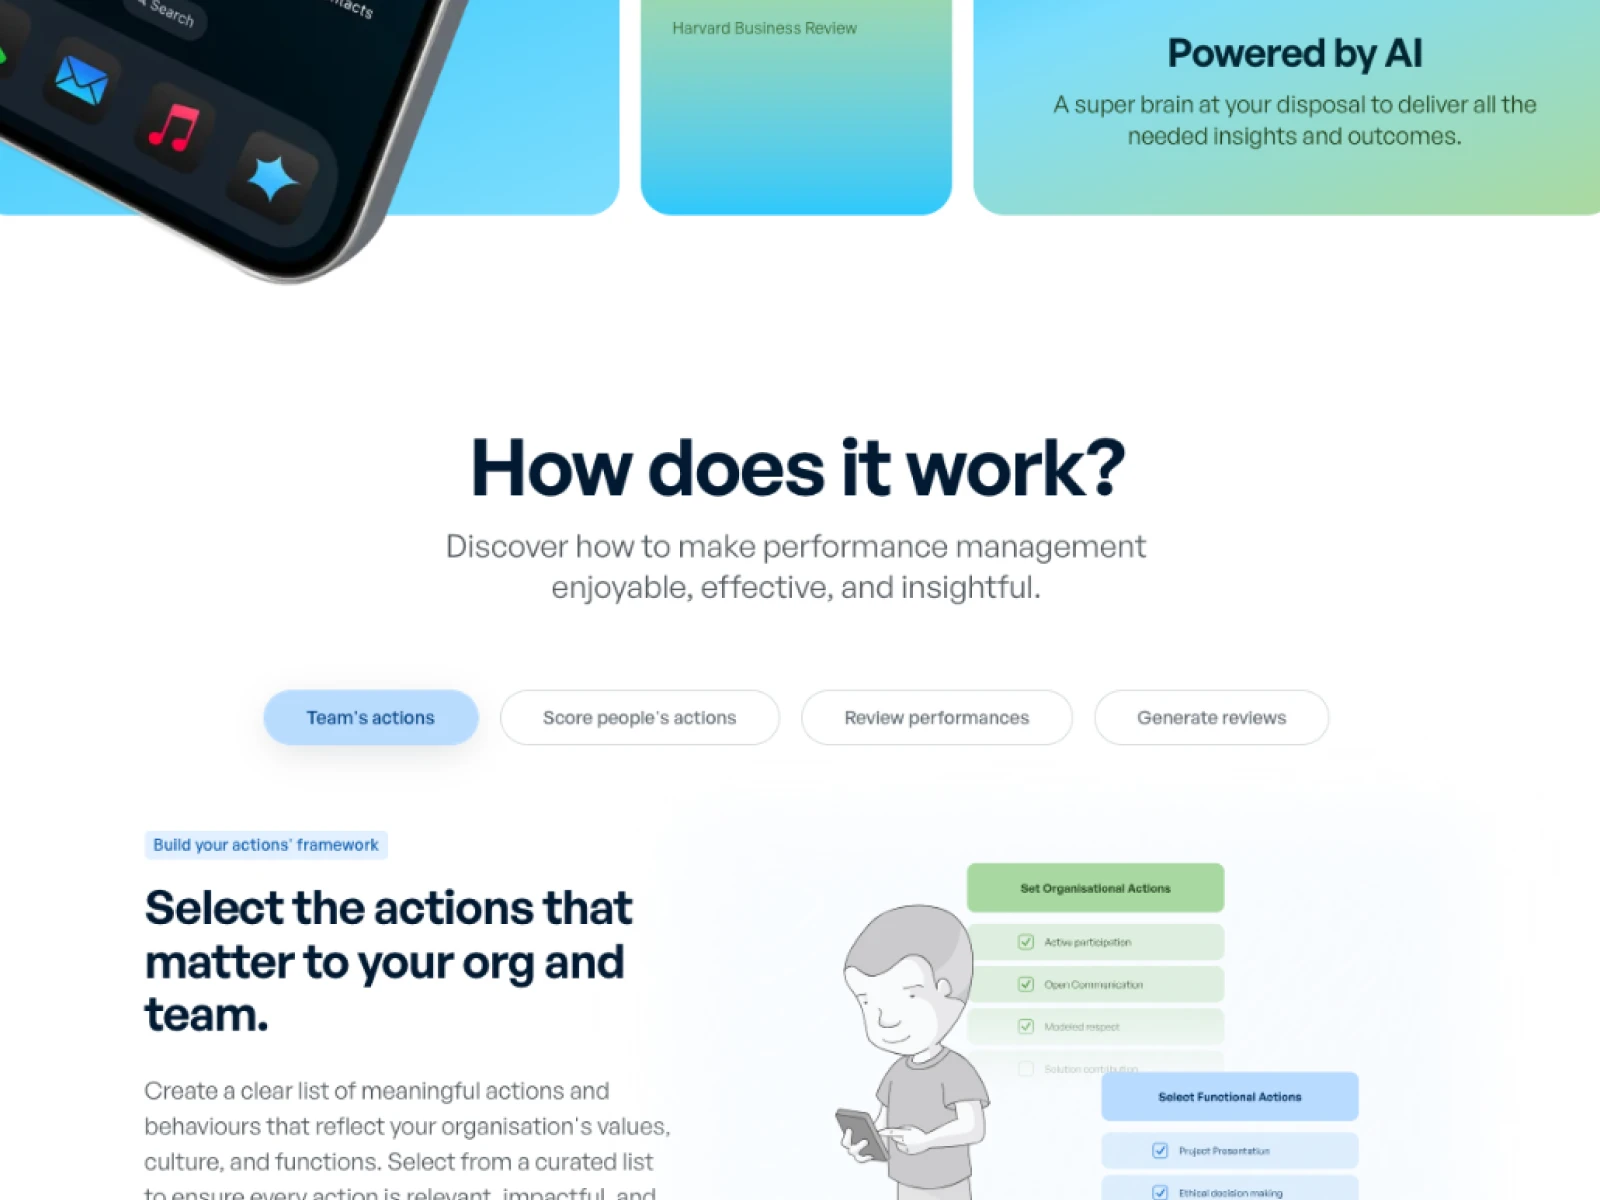 Search
Harvard Business Review
Powered by AI
A super brain at your disposal to deliver all the
needed insights and outcomes.
How does it work?
Discover how to make performance management
enjoyable, effective, and insightful.
Team's actions
Score people's actions
Review performances
Generate reviews
Build your actions' framework
Select the actions that
matter to your org and
team.
Create a clear list of meaningful actions and
behaviours that reflect your organisation's values,
culture, and functions. Select from a curated list
to ensure every action is relevant, impactful, and
Set Organisational Actions
Active participation
Open Communication
Modeled respect
Solution contribution
Select Functional Actions
Project Presentation
Ethical decision making